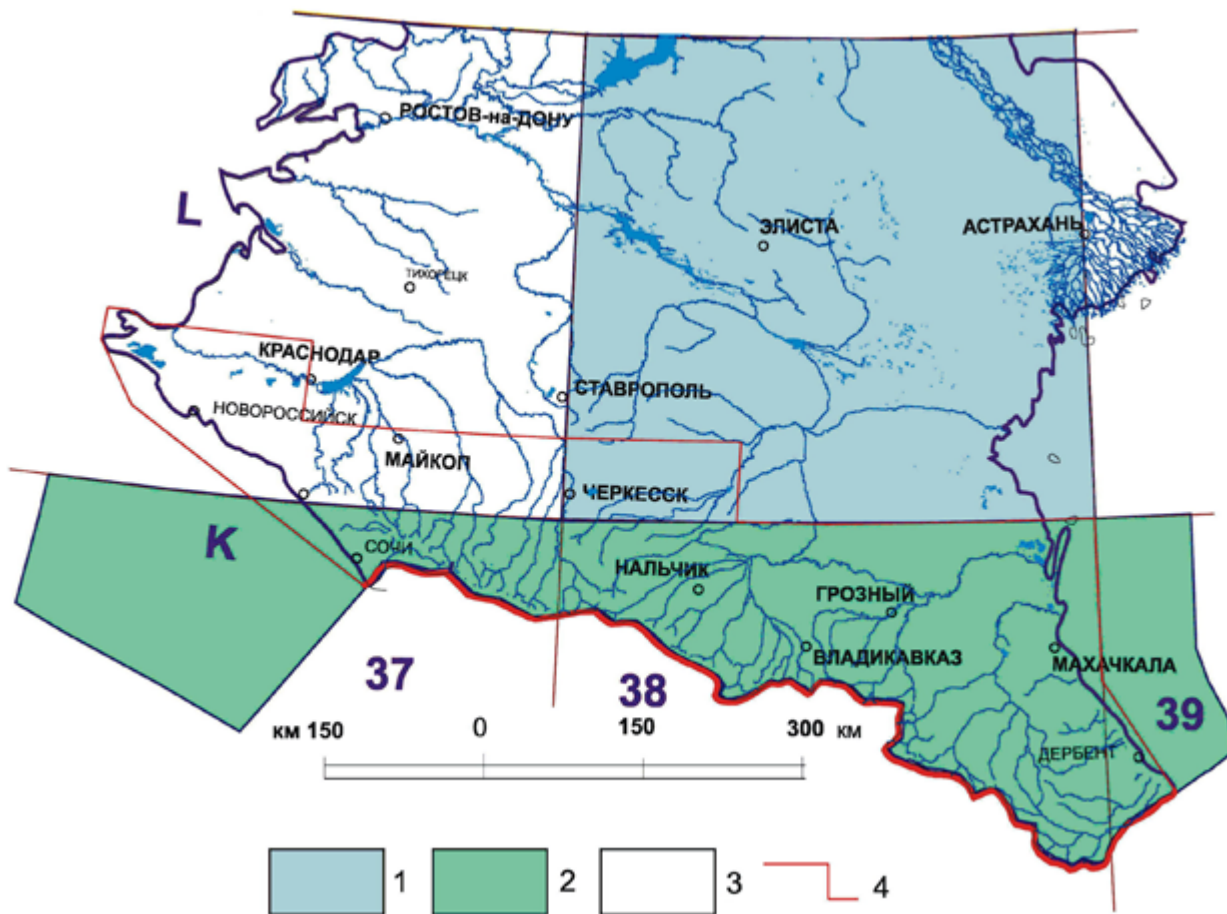 РОСТОВ-на-ДОНУ
L
ЭЛИСТА
АСТРАХАНЬ
ТИХОРЕЦК
КРАСНОДАР
СТАВРОПОЛЬ
НОВОРОССИЙСК
МАЙКОП
ЧЕРКЕССК
K
СОЧИ
НАЛЬЧИК
ГРОЗНЫЙ
ВЛАДИКАВКАЗ
МАХАЧКАЛА
37
38
39
км 150 0 150 300 км
ДЕРБЕНТ
1 2 3 4